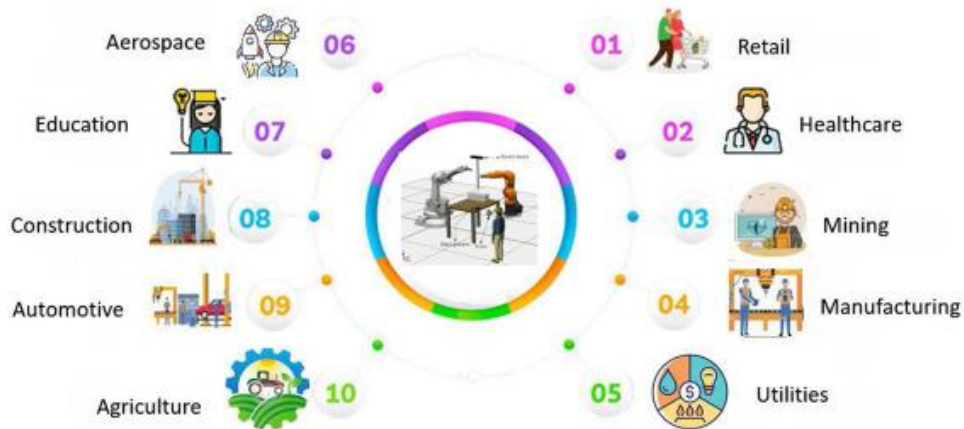 01
Retail
02
Healthcare
03
Mining
04
Manufacturing
05
Utilities
Aerospace
06
Education
07
Construction
08
Automotive
09
Agriculture
10